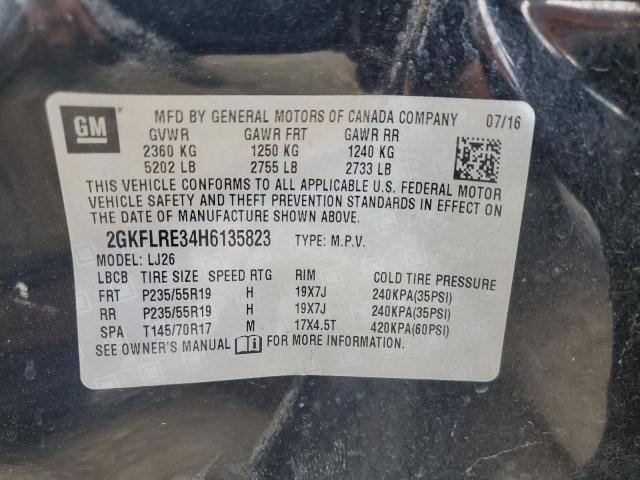 GM
MFD BY GENERAL MOTORS OF CANADA COMPANY 07/16
GVWR GAWR FRT GAWR RR
2360 KG 1250 KG 1240 KG
5202 LB 2755 LB 2733 LB
THIS VEHICLE CONFORMS TO ALL APPLICABLE U.S. FEDERAL MOTOR
VEHICLE SAFETY AND THEFT PREVENTION STANDARDS IN EFFECT ON
THE DATE OF MANUFACTURE SHOWN ABOVE.
2GKFLRE34H6135823 TYPE: M.P.V.
MODEL: LJ26
LBCB TIRE SIZE SPEED RTG RIM COLD TIRE PRESSURE
FRT P235/55R19 H 19X7J 240KPA(35PSI)
RR P235/55R19 H 19X7J 240KPA(35PSI)
SPA T145/70R17 M 17X4.5T 420KPA(60PSI)
SEE OWNER'S MANUAL FOR MORE INFORMATION.